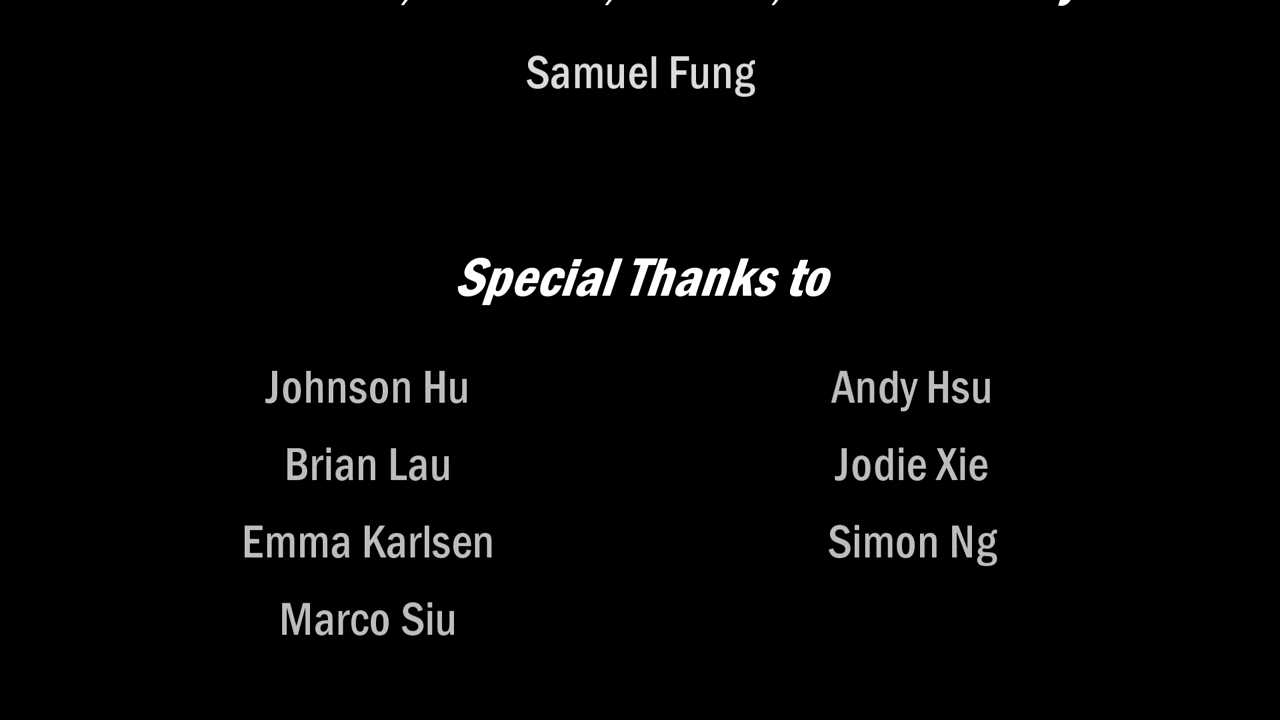 Samuel Fung
Special Thanks to
Johnson Hu
Andy Hsu
Brian Lau
Jodie Xie
Emma Karlsen
Simon Ng
Marco Siu